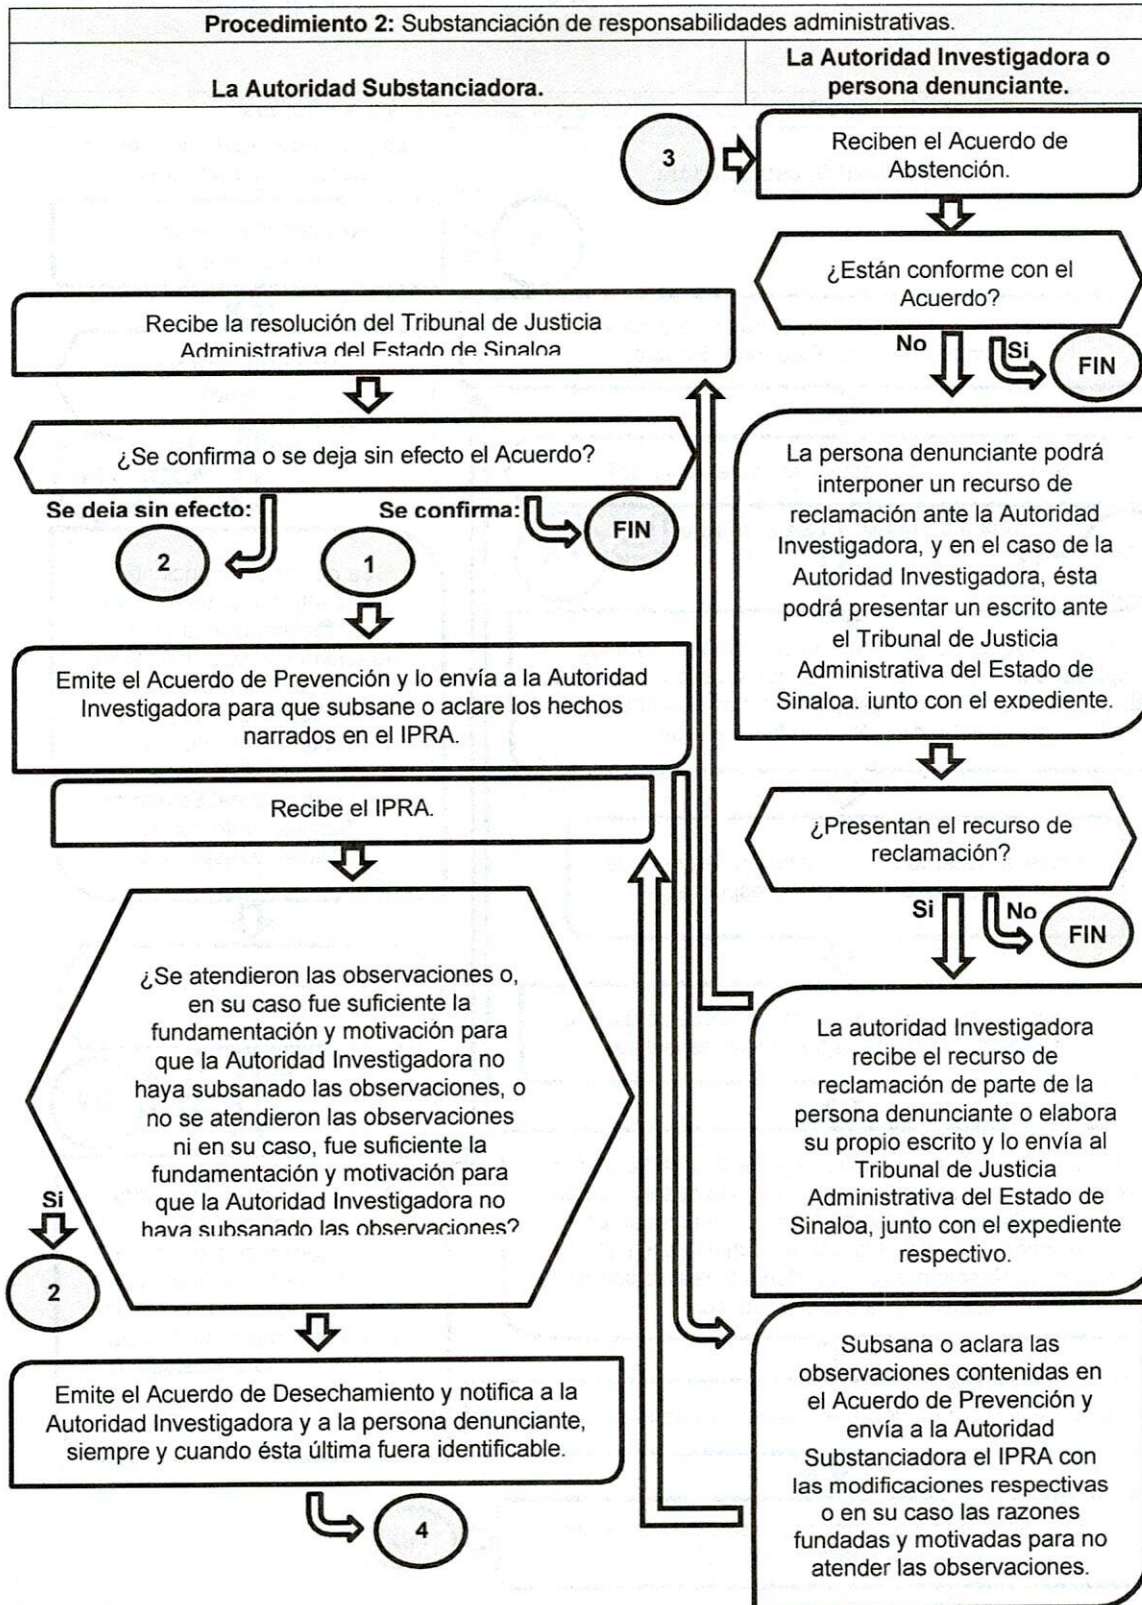 Procedimiento 2: Substanciación de responsabilidades administrativas.
La Autoridad Substanciadora.
La Autoridad Investigadora o
persona denunciante.
3
Reciben el Acuerdo de
Abstención.
¿Están conforme con el
Acuerdo?
No
Si
FIN
Recibe la resolución del Tribunal de Justicia
Administrativa del Estado de Sinaloa
¿Se confirma o se deja sin efecto el Acuerdo?
Se deja sin efecto:
Se confirma:
FIN
2
1
La persona denunciante podrá
interponer un recurso de
reclamación ante la Autoridad
Investigadora, y en el caso de la
Autoridad Investigadora, ésta
podrá presentar un escrito ante
el Tribunal de Justicia
Administrativa del Estado de
Sinaloa, junto con el expediente.
Emite el Acuerdo de Prevención y lo envía a la Autoridad
Investigadora para que subsane o aclare los hechos
narrados en el IPRA.
Recibe el IPRA.
¿Presentan el recurso de
reclamación?
Si
No
FIN
¿Se atendieron las observaciones o,
en su caso fue suficiente la
fundamentación y motivación para
que la Autoridad Investigadora no
haya subsanado las observaciones, o
no se atendieron las observaciones
ni en su caso, fue suficiente la
fundamentación y motivación para
que la Autoridad Investigadora no
haya subsanado las observaciones?
Si
2
La autoridad Investigadora
recibe el recurso de
reclamación de parte de la
persona denunciante o elabora
su propio escrito y lo envía al
Tribunal de Justicia
Administrativa del Estado de
Sinaloa, junto con el expediente
respectivo.
Emite el Acuerdo de Desechamiento y notifica a la
Autoridad Investigadora y a la persona denunciante,
siempre y cuando ésta última fuera identificable.
4
Subsana o aclara las
observaciones contenidas en
el Acuerdo de Prevención y
envía a la Autoridad
Substanciadora el IPRA con
las modificaciones respectivas
o en su caso las razones
fundadas y motivadas para no
atender las observaciones.